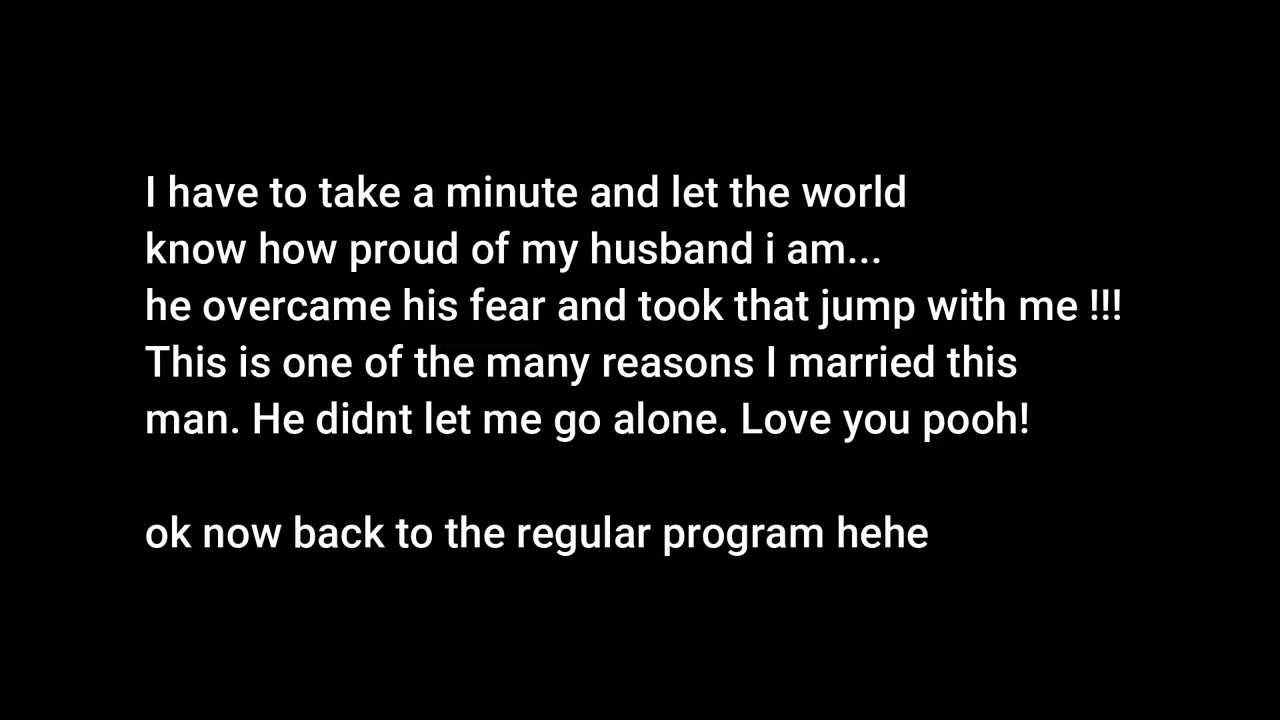 I have to take a minute and let the world
know how proud of my husband i am...
he overcame his fear and took that jump with me !!!
This is one of the many reasons I married this
man. He didnt let me go alone. Love you pooh!
ok now back to the regular program hehe